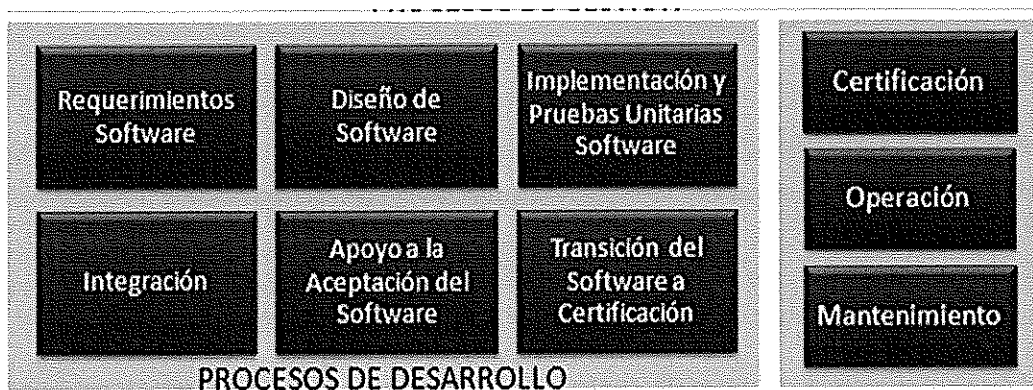 Requerimientos
Software
Diseño de
Software
Implementación y
Pruebas Unitarias
Software
Integración
Apoyo a la
Aceptación del
Software
Transición del
Software a
Certificación
PROCESOS DE DESARROLLO
Certificación
Operación
Mantenimiento